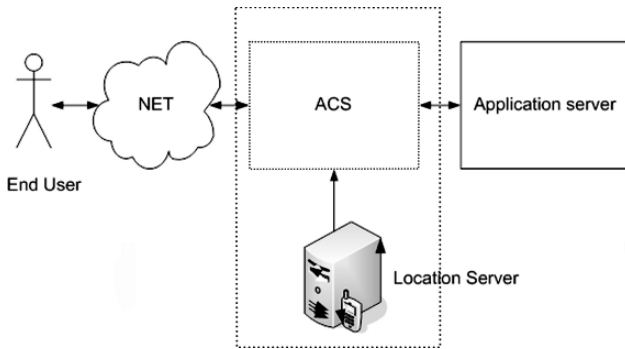 NET
ACS
Application server
End User
Location Server